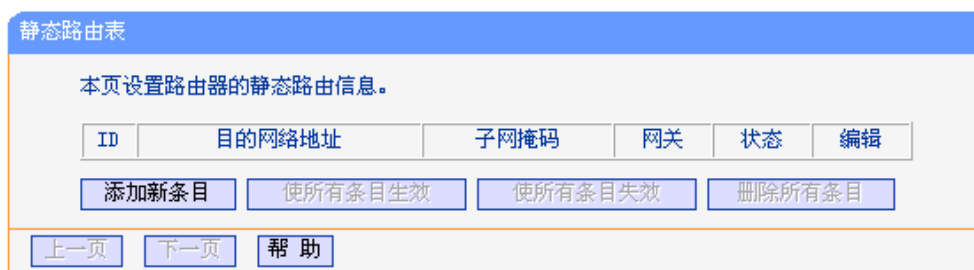 静态路由表
本页设置路由器的静态路由信息。
ID 目的网络地址 子网掩码 网关 状态 编辑
添加新条目 使所有条目生效 使所有条目失效 删除所有条目
上一页 下一页 帮 助